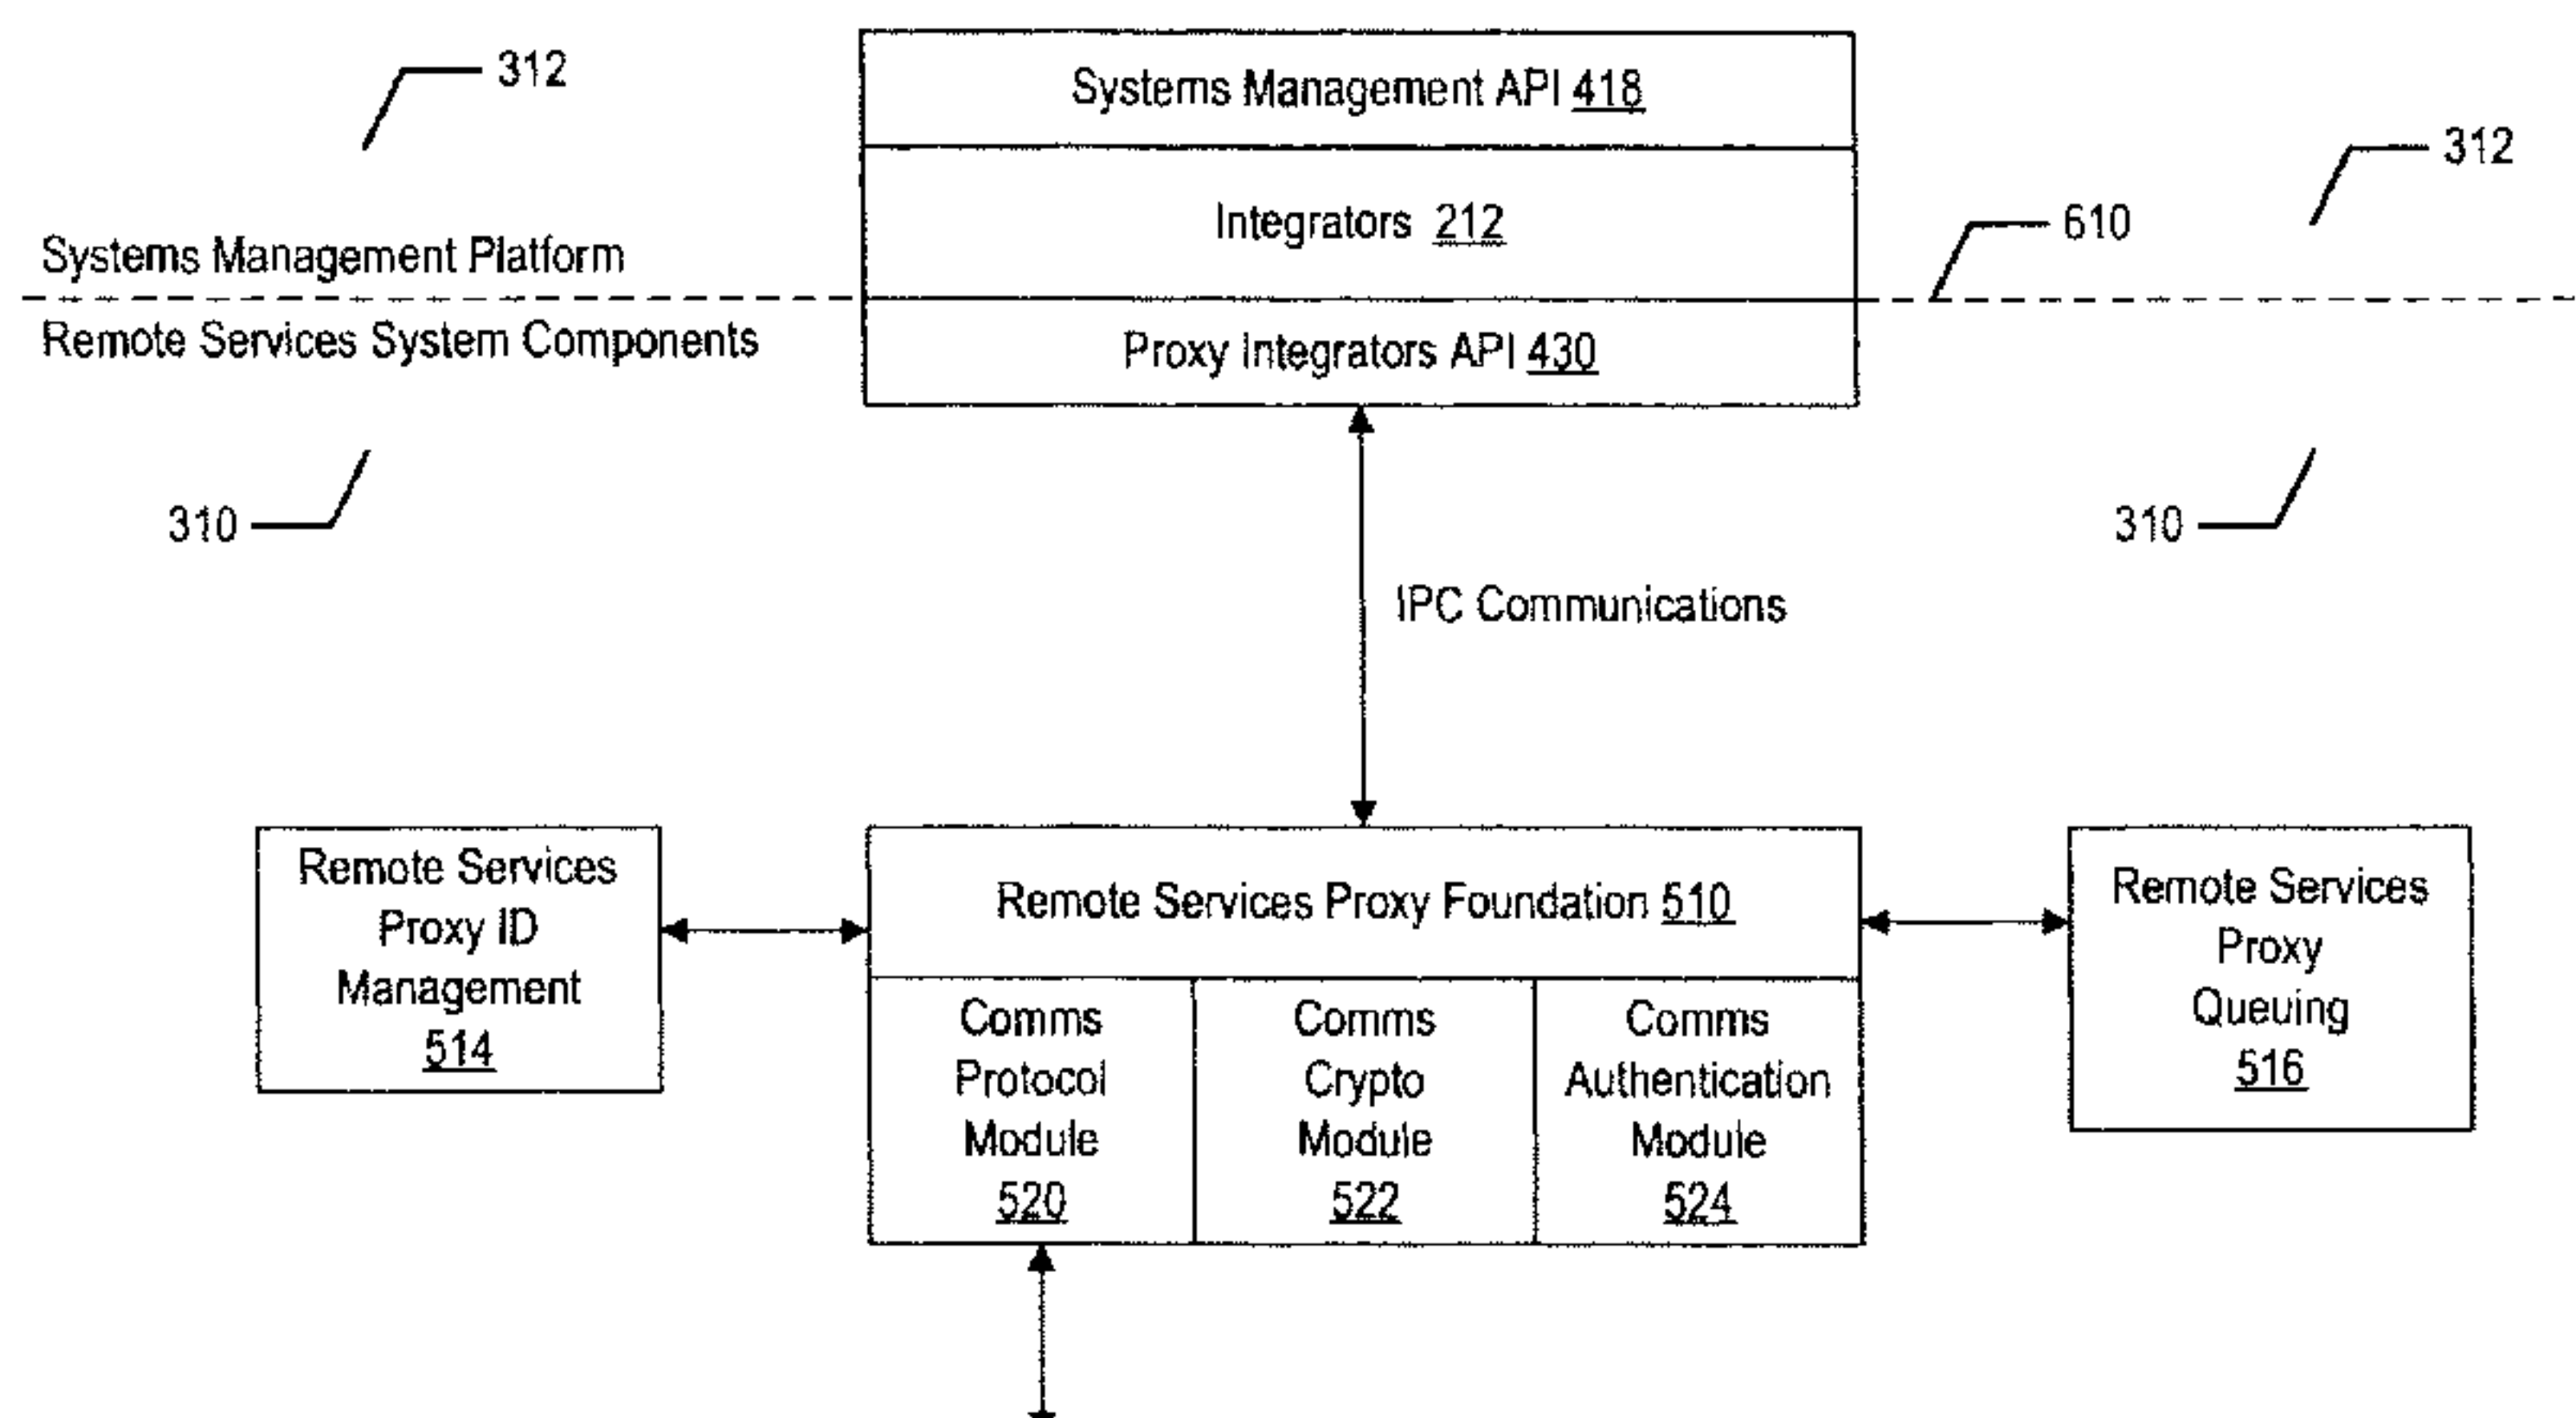 312
Systems Management API 418
312
Integrators 212
610
Systems Management Platform
Remote Services System Components
Proxy Integrators API 430
310
310
IPC Communications
Remote Services
Proxy ID
Management
514
Remote Services Proxy Foundation 510
Remote Services
Proxy
Queuing
516
Comms
Protocol
Module
520
Comms
Crypto
Module
522
Comms
Authentication
Module
524